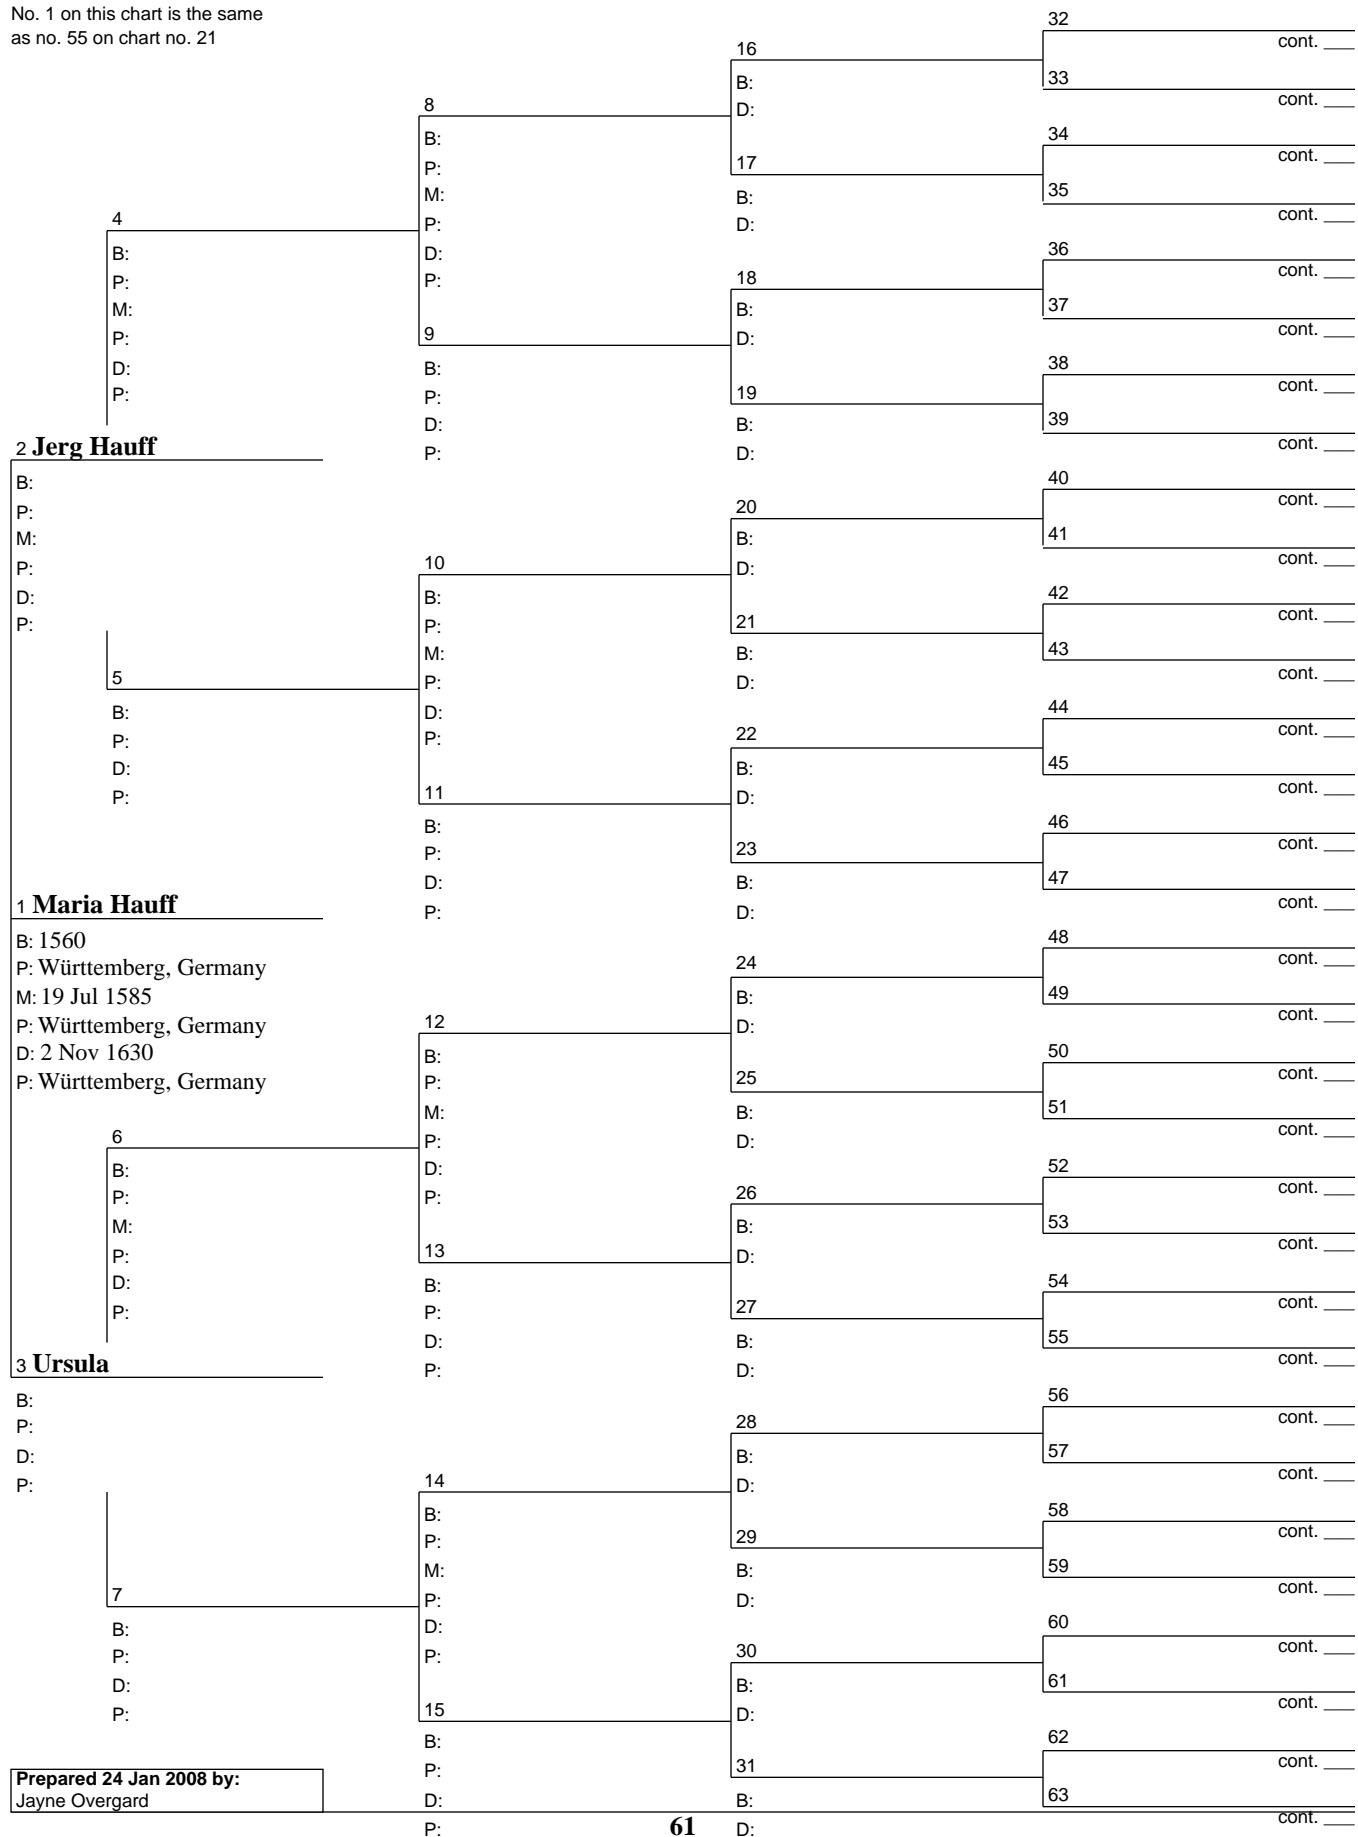 No. 1 on this chart is the same
as no. 55 on chart no. 21
4
B:
P:
M:
P:
D:
P:
2 Jerg Hauff
B:
P:
M:
P:
D:
P:
5
B:
P:
D:
P:
1 Maria Hauff
B: 1560
P: Württemberg, Germany
M: 19 Jul 1585
P: Württemberg, Germany
D: 2 Nov 1630
P: Württemberg, Germany
6
B:
P:
M:
P:
D:
P:
3 Ursula
B:
P:
D:
P:
7
B:
P:
D:
P:
8
B:
P:
M:
P:
D:
P:
9
B:
P:
D:
P:
10
B:
P:
M:
P:
D:
P:
11
B:
P:
D:
P:
12
B:
P:
M:
P:
D:
P:
13
B:
P:
D:
P:
14
B:
P:
M:
P:
D:
P:
15
B:
P:
D:
P:
16
B:
D:
17
B:
D:
18
B:
D:
19
B:
D:
20
B:
D:
21
B:
D:
22
B:
D:
23
B:
D:
24
B:
D:
25
B:
D:
26
B:
D:
27
B:
D:
28
B:
D:
29
B:
D:
30
B:
D:
31
B:
D:
32
cont. ___
33
cont. ___
34
cont. ___
35
cont. ___
36
cont. ___
37
cont. ___
38
cont. ___
39
cont. ___
40
cont. ___
41
cont. ___
42
cont. ___
43
cont. ___
44
cont. ___
45
cont. ___
46
cont. ___
47
cont. ___
48
cont. ___
49
cont. ___
50
cont. ___
51
cont. ___
52
cont. ___
53
cont. ___
54
cont. ___
55
cont. ___
56
cont. ___
57
cont. ___
58
cont. ___
59
cont. ___
60
cont. ___
61
cont. ___
62
cont. ___
63
cont. ___
Prepared 24 Jan 2008 by:
Jayne Overgard
61